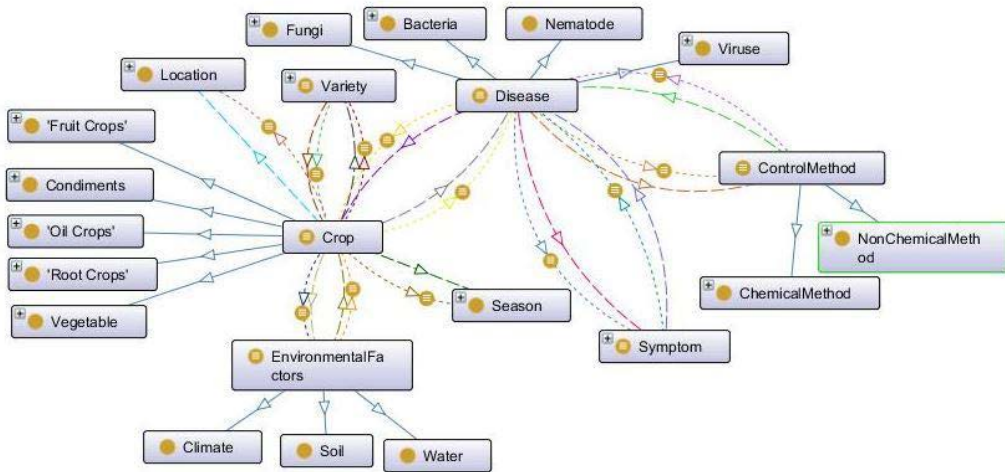 Fungi
Bacteria
Nematode
Viruse
Location
Variety
Disease
'Fruit Crops'
Condiments
ControlMethod
'Oil Crops'
Crop
NonChemicalMeth
od
'Root Crops'
Vegetable
Season
ChemicalMethod
EnvironmentalFa
ctors
Symptom
Climate
Soil
Water